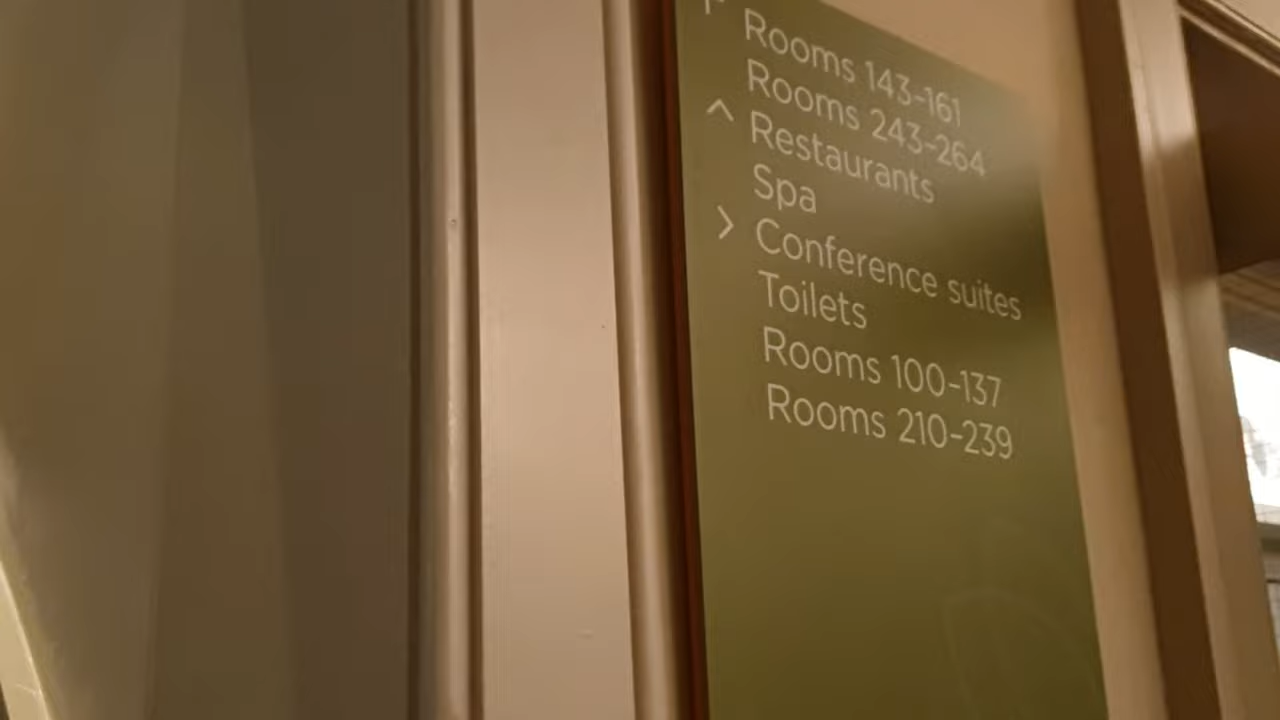 Rooms 143-161
Rooms 243-264
Restaurants
Spa
Conference suites
Toilets
Rooms 100-137
Rooms 210-239